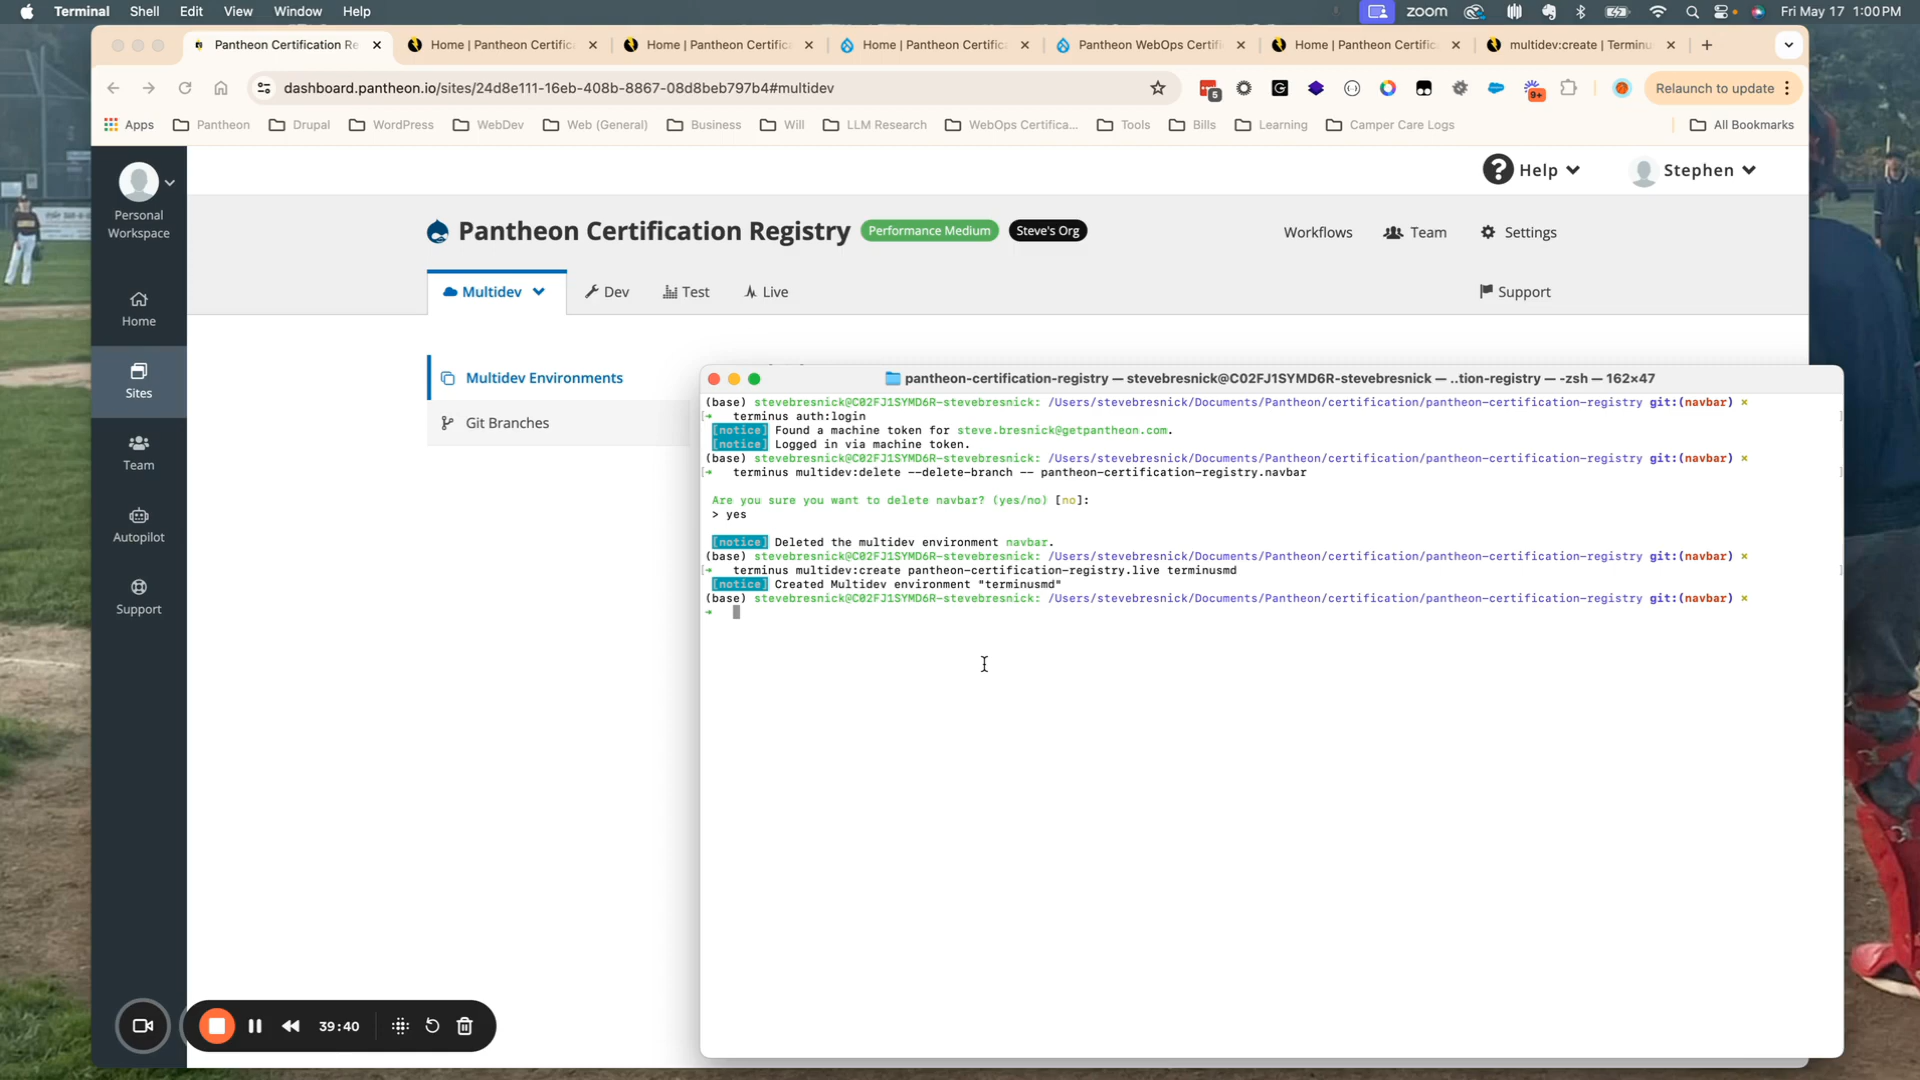 Terminal Shell Edit View Window Help zoom Fri May 17 1:00 PM
Pantheon Certification Re Home | Pantheon Certific Home | Pantheon Certific Home | Pantheon Certific Pantheon WebOps Certifi Home | Pantheon Certific multidev:create | Terminu
dashboard.pantheon.io/sites/24d8e111-16eb-408b-8867-08d8beb797b4#multidev 5 9+ Relaunch to update
Apps Pantheon Drupal WordPress WebDev Web (General) Business Will LLM Research WebOps Certifica... Tools Bills Learning Camper Care Logs All Bookmarks
Personal Workspace
Home
Sites
Team
Autopilot
Support
? Help Stephen
Pantheon Certification Registry Performance Medium Steve's Org Workflows Team Settings
Multidev Dev Test Live Support
Multidev Environments
Git Branches
pantheon-certification-registry — stevebresnick@C02FJ1SYMD6R-stevebresnick — ..tion-registry — -zsh — 162×47
(base) stevebresnick@C02FJ1SYMD6R-stevebresnick: /Users/stevebresnick/Documents/Pantheon/certification/pantheon-certification-registry git:(navbar) ×
[➜ terminus auth:login ]
[notice] Found a machine token for steve.bresnick@getpantheon.com.
[notice] Logged in via machine token.
(base) stevebresnick@C02FJ1SYMD6R-stevebresnick: /Users/stevebresnick/Documents/Pantheon/certification/pantheon-certification-registry git:(navbar) ×
[➜ terminus multidev:delete --delete-branch -- pantheon-certification-registry.navbar ]
Are you sure you want to delete navbar? (yes/no) [no]:
> yes
[notice] Deleted the multidev environment navbar.
(base) stevebresnick@C02FJ1SYMD6R-stevebresnick: /Users/stevebresnick/Documents/Pantheon/certification/pantheon-certification-registry git:(navbar) ×
[➜ terminus multidev:create pantheon-certification-registry.live terminusmd ]
[notice] Created Multidev environment "terminusmd"
(base) stevebresnick@C02FJ1SYMD6R-stevebresnick: /Users/stevebresnick/Documents/Pantheon/certification/pantheon-certification-registry git:(navbar) ×
➜
39:40